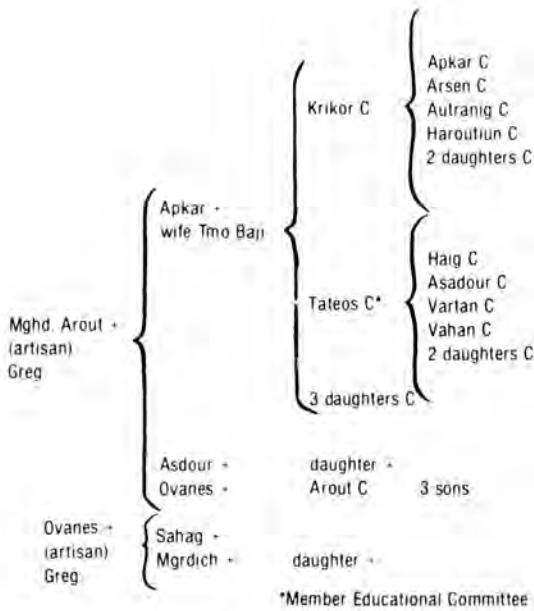 Apkar C
Arsen C
Autranig C
Haroutiun C
2 daughters C
Krikor C
Apkar +
wife Tmo Baji
Haig C
Asadour C
Vartan C
Vahan C
2 daughters C
Tateos C*
Mghd. Arout +
(artisan)
Greg
3 daughters C
Asdour + daughter +
Ovanes + Arout C 3 sons
Ovanes +
(artisan)
Greg
Sahag +
Mgrdich + daughter +
*Member Educational Committee